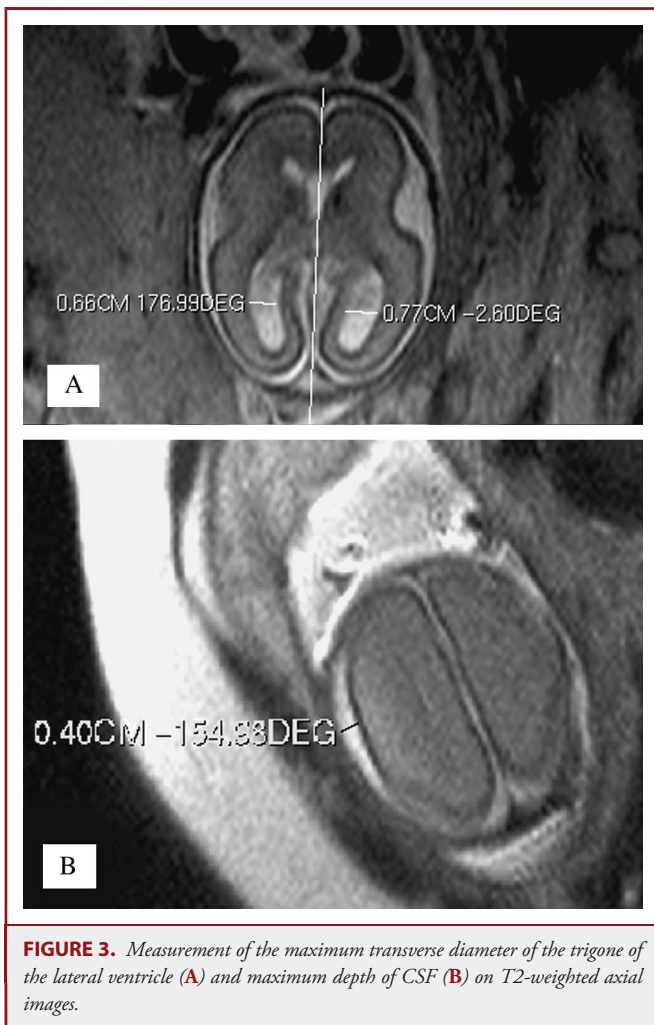 0.66CM 176.99DEG
0.77CM -2.60DEG
A
0.40CM -154.98DEG
B
FIGURE 3. Measurement of the maximum transverse diameter of the trigone of
the lateral ventricle (A) and maximum depth of CSF (B) on T2-weighted axial
images.